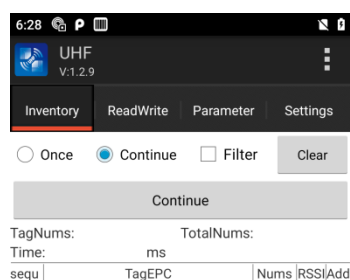 6:28
UHF
V:1.2.9
Inventory ReadWrite Parameter Settings
Once Continue Filter Clear
Continue
TagNums: TotalNums:
Time: ms
sequ TagEPC Nums RSSI Add